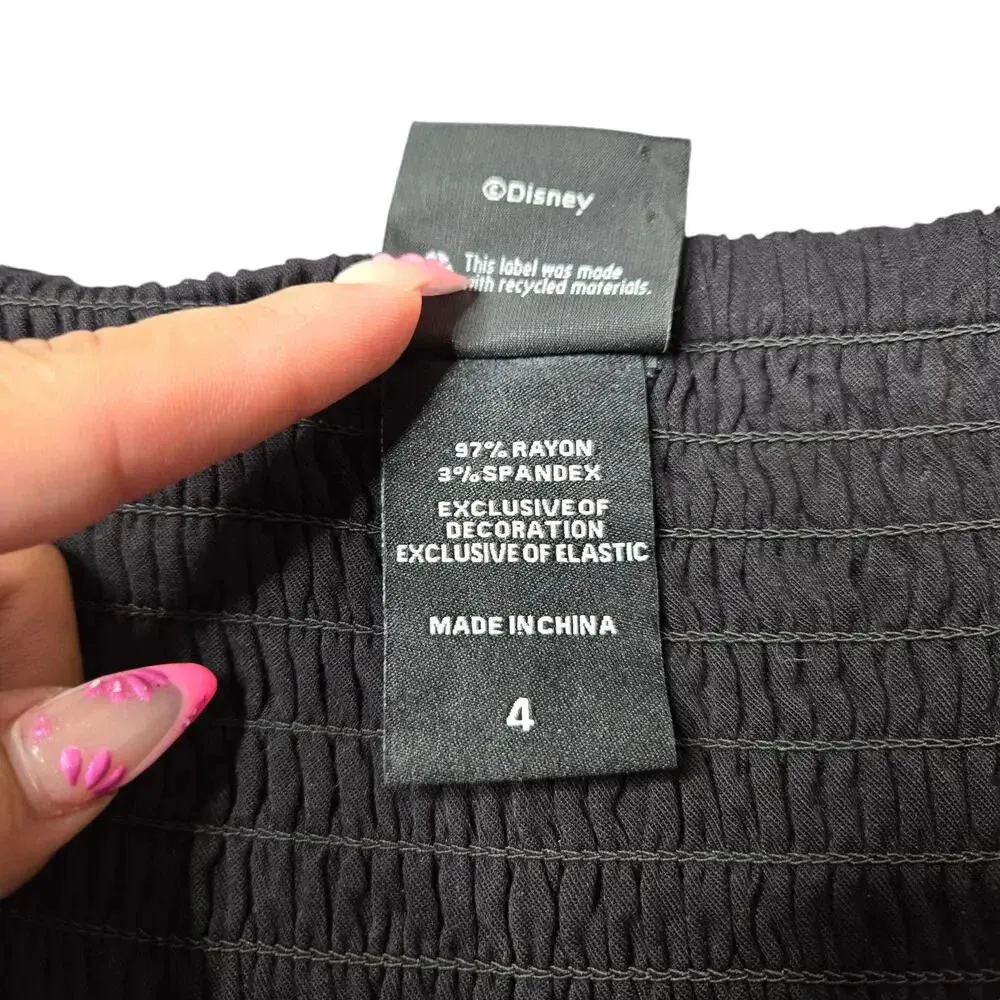 ©Disney
This label was made
with recycled materials.
97% RAYON
3% SPANDEX
EXCLUSIVE OF
DECORATION
EXCLUSIVE OF ELASTIC
MADE IN CHINA
4